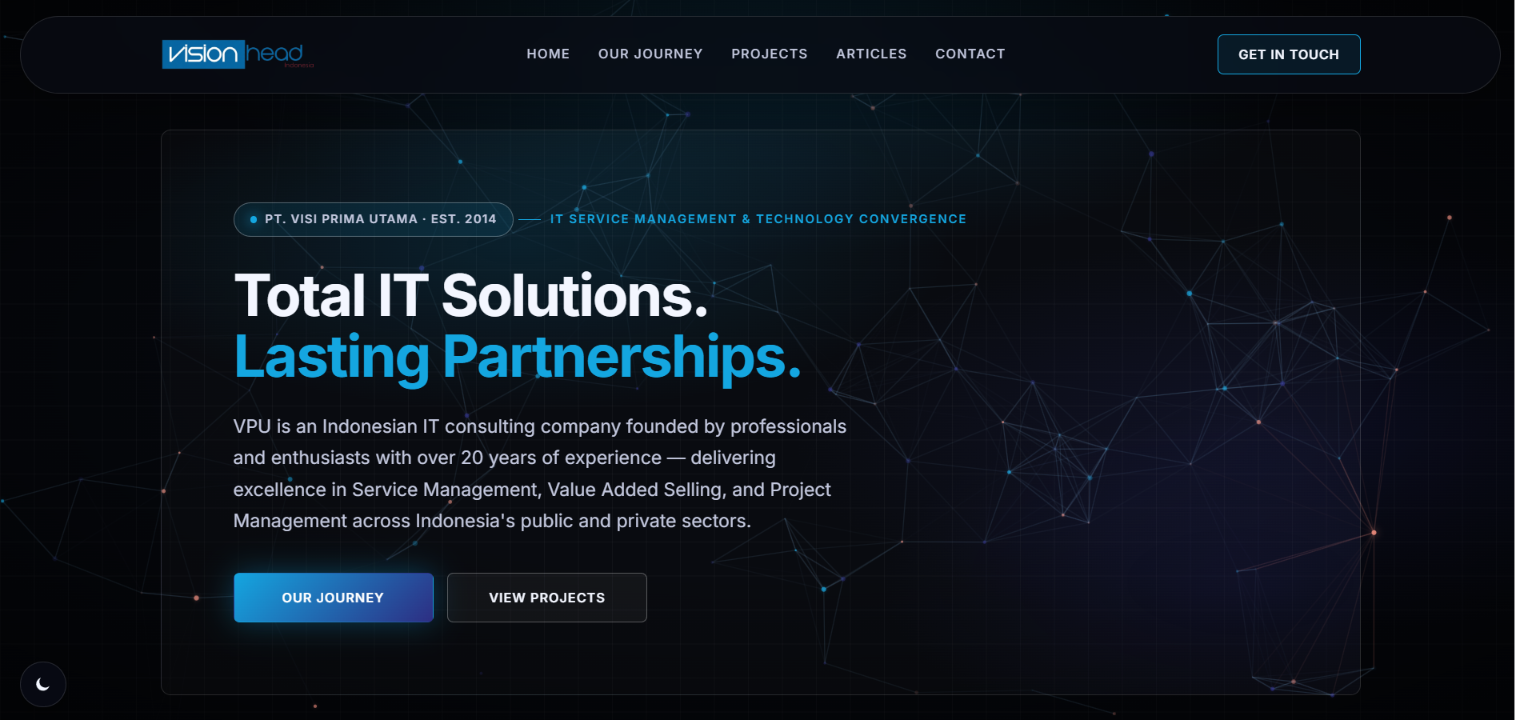 vision head
Indonesia
HOME OUR JOURNEY PROJECTS ARTICLES CONTACT
GET IN TOUCH
PT. VISI PRIMA UTAMA · EST. 2014
IT SERVICE MANAGEMENT & TECHNOLOGY CONVERGENCE
Total IT Solutions.
Lasting Partnerships.
VPU is an Indonesian IT consulting company founded by professionals
and enthusiasts with over 20 years of experience — delivering
excellence in Service Management, Value Added Selling, and Project
Management across Indonesia's public and private sectors.
OUR JOURNEY
VIEW PROJECTS